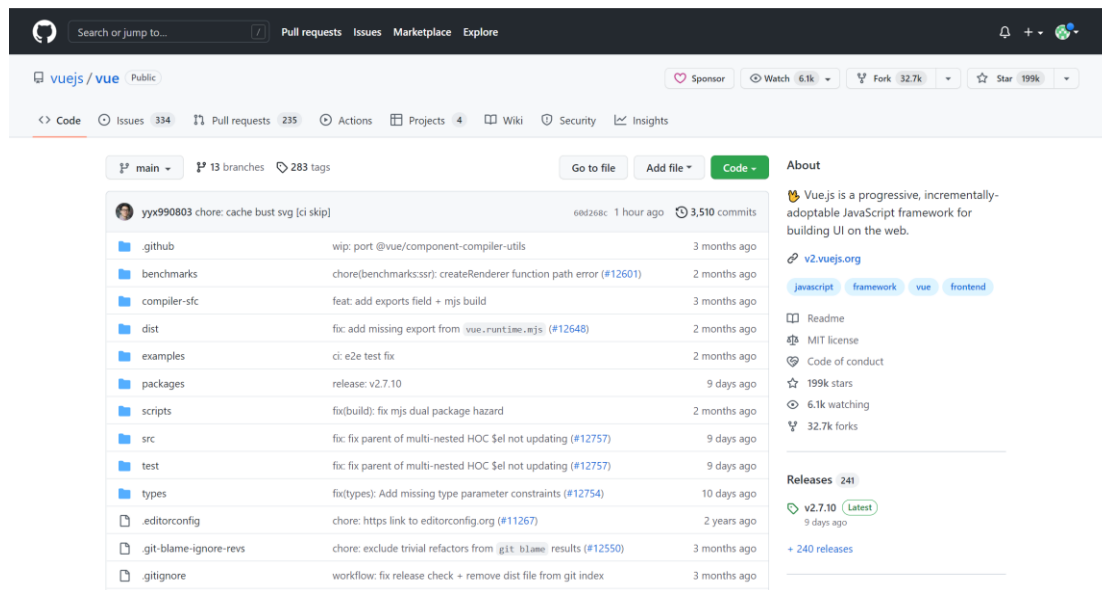 Search or jump to... / Pull requests Issues Marketplace Explore
vuejs / vue Public Sponsor Watch 6.1k Fork 32.7k Star 199k
Code Issues 334 Pull requests 235 Actions Projects 4 Wiki Security Insights
main 13 branches 283 tags Go to file Add file Code
yyx990803 chore: cache bust svg [ci skip] 60d268c 1 hour ago 3,510 commits
.github wip: port @vue/component-compiler-utils 3 months ago
benchmarks chore(benchmarks:ssr): createRenderer function path error (#12601) 2 months ago
compiler-sfc feat: add exports field + mjs build 3 months ago
dist fix: add missing export from vue.runtime.mjs (#12648) 2 months ago
examples ci: e2e test fix 2 months ago
packages release: v2.7.10 9 days ago
scripts fix(build): fix mjs dual package hazard 2 months ago
src fix: fix parent of multi-nested HOC $el not updating (#12757) 9 days ago
test fix: fix parent of multi-nested HOC $el not updating (#12757) 9 days ago
types fix(types): Add missing type parameter constraints (#12754) 10 days ago
.editorconfig chore: https link to editorconfig.org (#11267) 2 years ago
.git-blame-ignore-revs chore: exclude trivial refactors from git blame results (#12550) 3 months ago
.gitignore workflow: fix release check + remove dist file from git index 3 months ago
About
Vue.js is a progressive, incrementally-
adoptable JavaScript framework for
building UI on the web.
v2.vuejs.org
javascript framework vue frontend
Readme
MIT license
Code of conduct
199k stars
6.1k watching
32.7k forks
Releases 241
v2.7.10 Latest
9 days ago
+ 240 releases